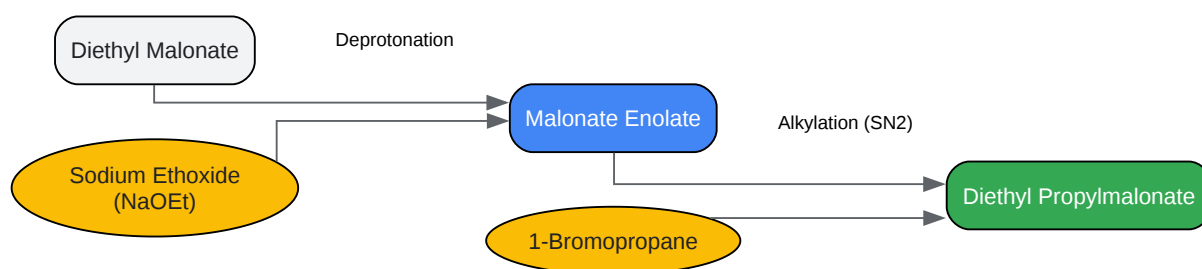 Diethyl Malonate
Deprotonation
Sodium Ethoxide
(NaOEt)
Malonate Enolate
Alkylation (SN2)
1-Bromopropane
Diethyl Propylmalonate